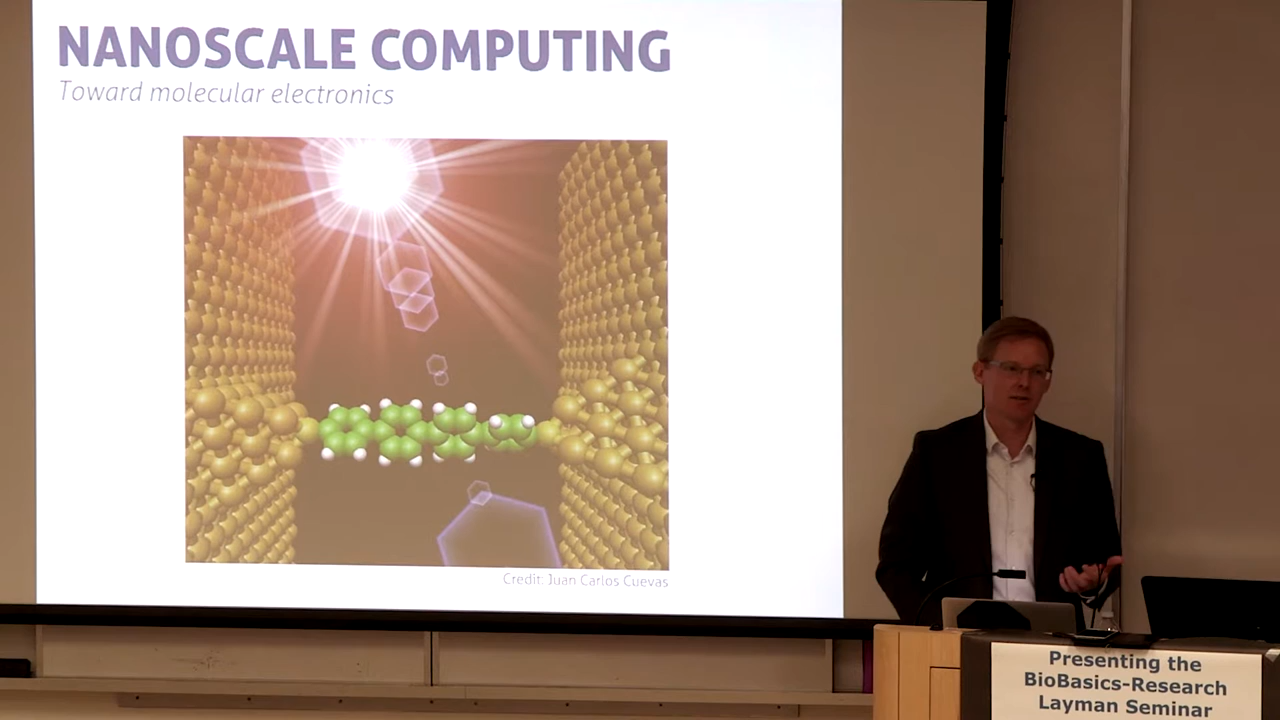 NANOSCALE COMPUTING
Toward molecular electronics
Credit: Juan Carlos Cuevas
Presenting the
BioBasics-Research
Layman Seminar